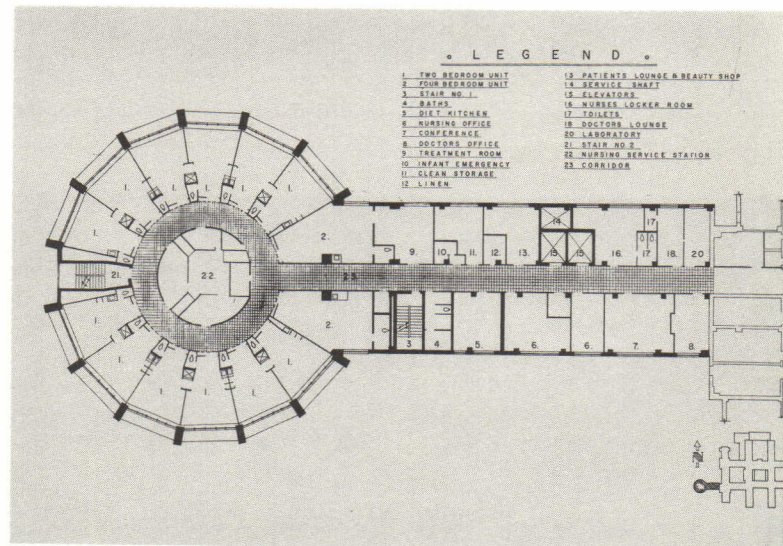 • LEGEND •
1 TWO BEDROOM UNIT
2 FOUR BEDROOM UNIT
3 STAIR NO. 1
4 BATHS
5 DIET KITCHEN
6 NURSING OFFICE
7 CONFERENCE
8 DOCTORS OFFICE
9 TREATMENT ROOM
10 INFANT EMERGENCY
11 CLEAN STORAGE
12 LINEN
13 PATIENTS LOUNGE & BEAUTY SHOP
14 SERVICE SHAFT
15 ELEVATORS
16 NURSES LOCKER ROOM
17 TOILETS
18 DOCTORS LOUNGE
20 LABORATORY
21 STAIR NO 2
22 NURSING SERVICE STATION
23 CORRIDOR
1. 1. 1. 1. 1.
1.
14. 17
2. 9. 10. 11. 12. 13. 15 15 16. 17 18. 20
21. 22. 23.
1. 2. 3 4. 5. 6. 6. 7. 8.
1. 1.
1. 1. 1.
N